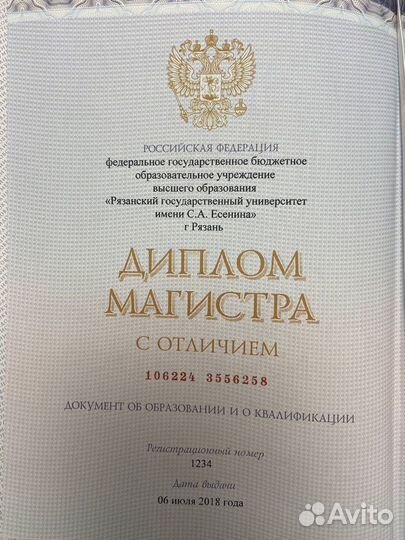 РОССИЙСКАЯ ФЕДЕРАЦИЯ
федеральное государственное бюджетное
образовательное учреждение
высшего образования
«Рязанский государственный университет
имени С.А. Есенина»
г Рязань
ДИПЛОМ
МАГИСТРА
С ОТЛИЧИЕМ
106224 3556258
ДОКУМЕНТ ОБ ОБРАЗОВАНИИ И О КВАЛИФИКАЦИИ
Регистрационный номер
1234
Дата выдачи
06 июля 2018 года
Avito